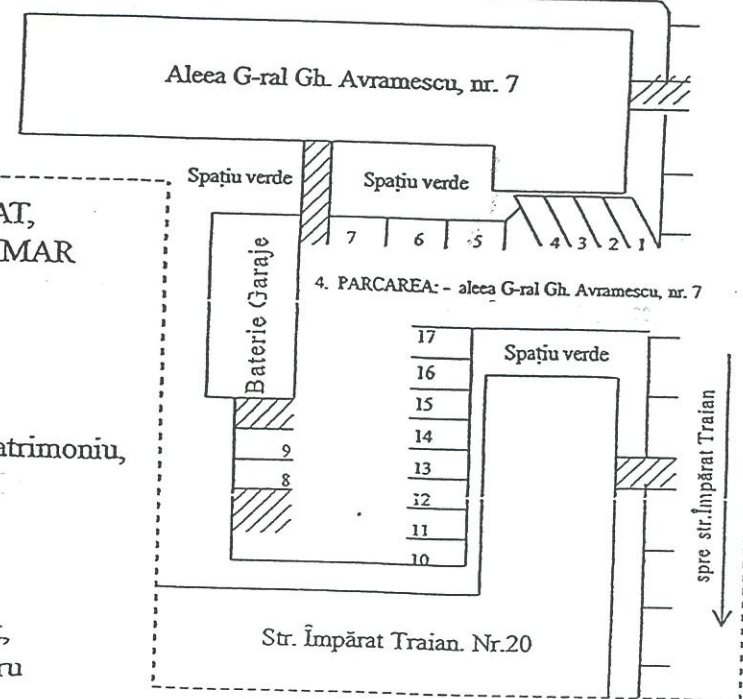 Aleea G-ral Gh. Avramescu, nr. 7
Spațiu verde
Spațiu verde
AT,
MAR
7
6
5
4
3
2
1
Baterie Garaje
4. PARCAREA: - aleea G-ral Gh. Avramescu, nr. 7
17
Spațiu verde
16
15
14
9
13
8
12
11
10
atrimoniu,
spre str.Împărat Traian
Str. Împărat Traian. Nr.20
ru